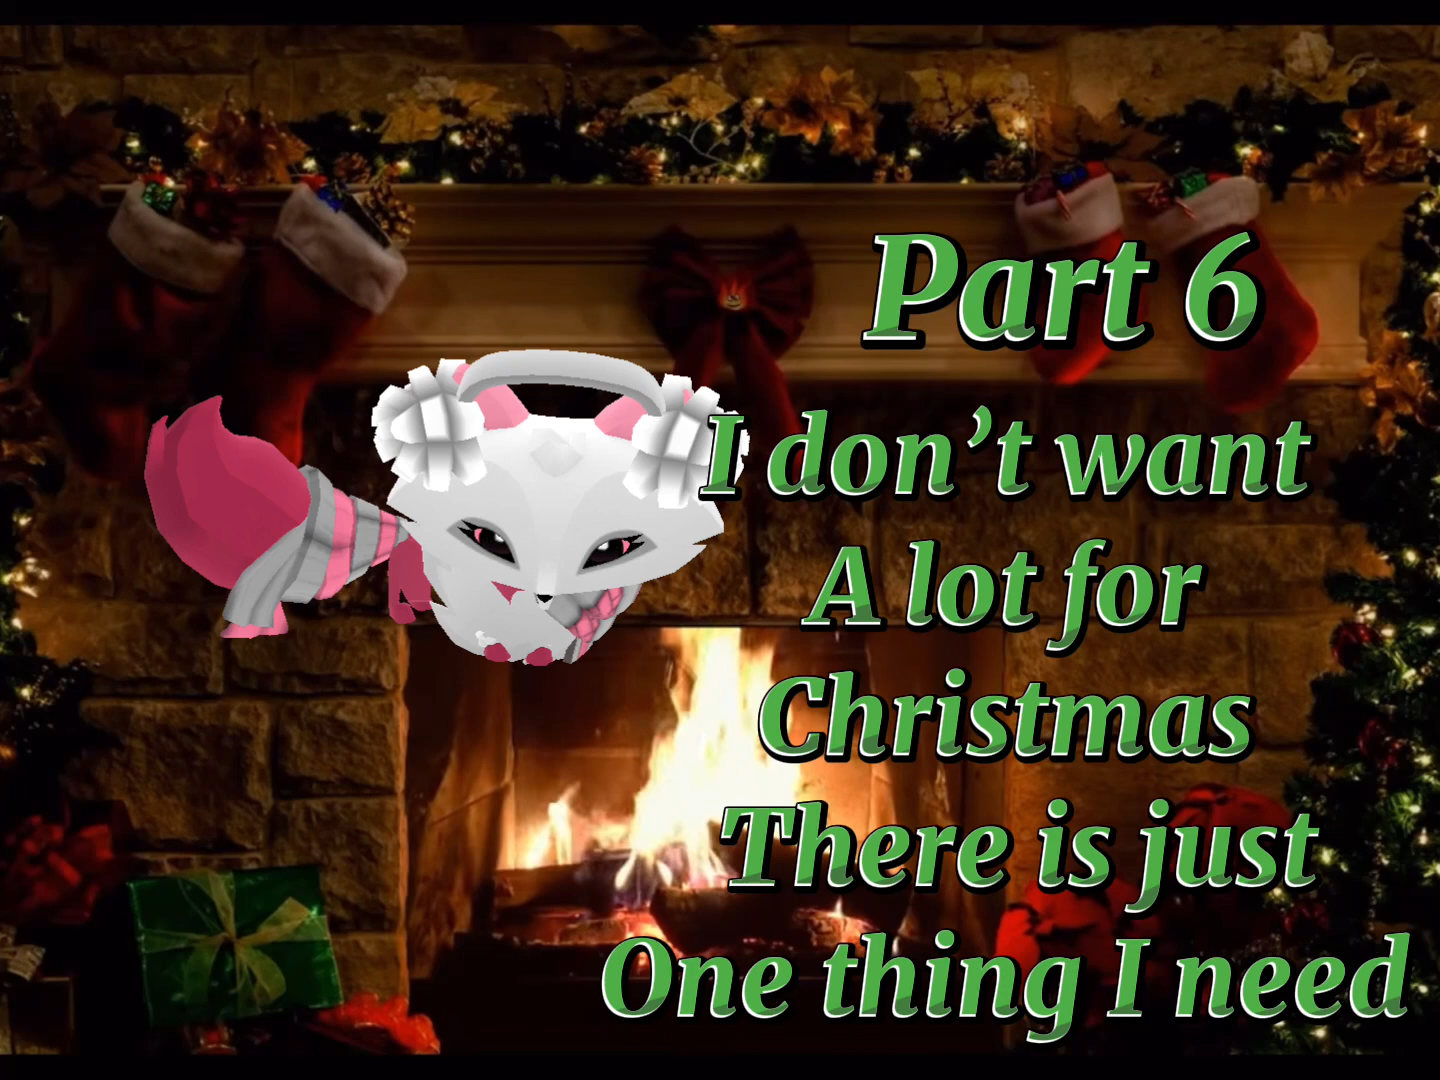 Part 6
I don’t want
A lot for
Christmas
There is just
One thing I need